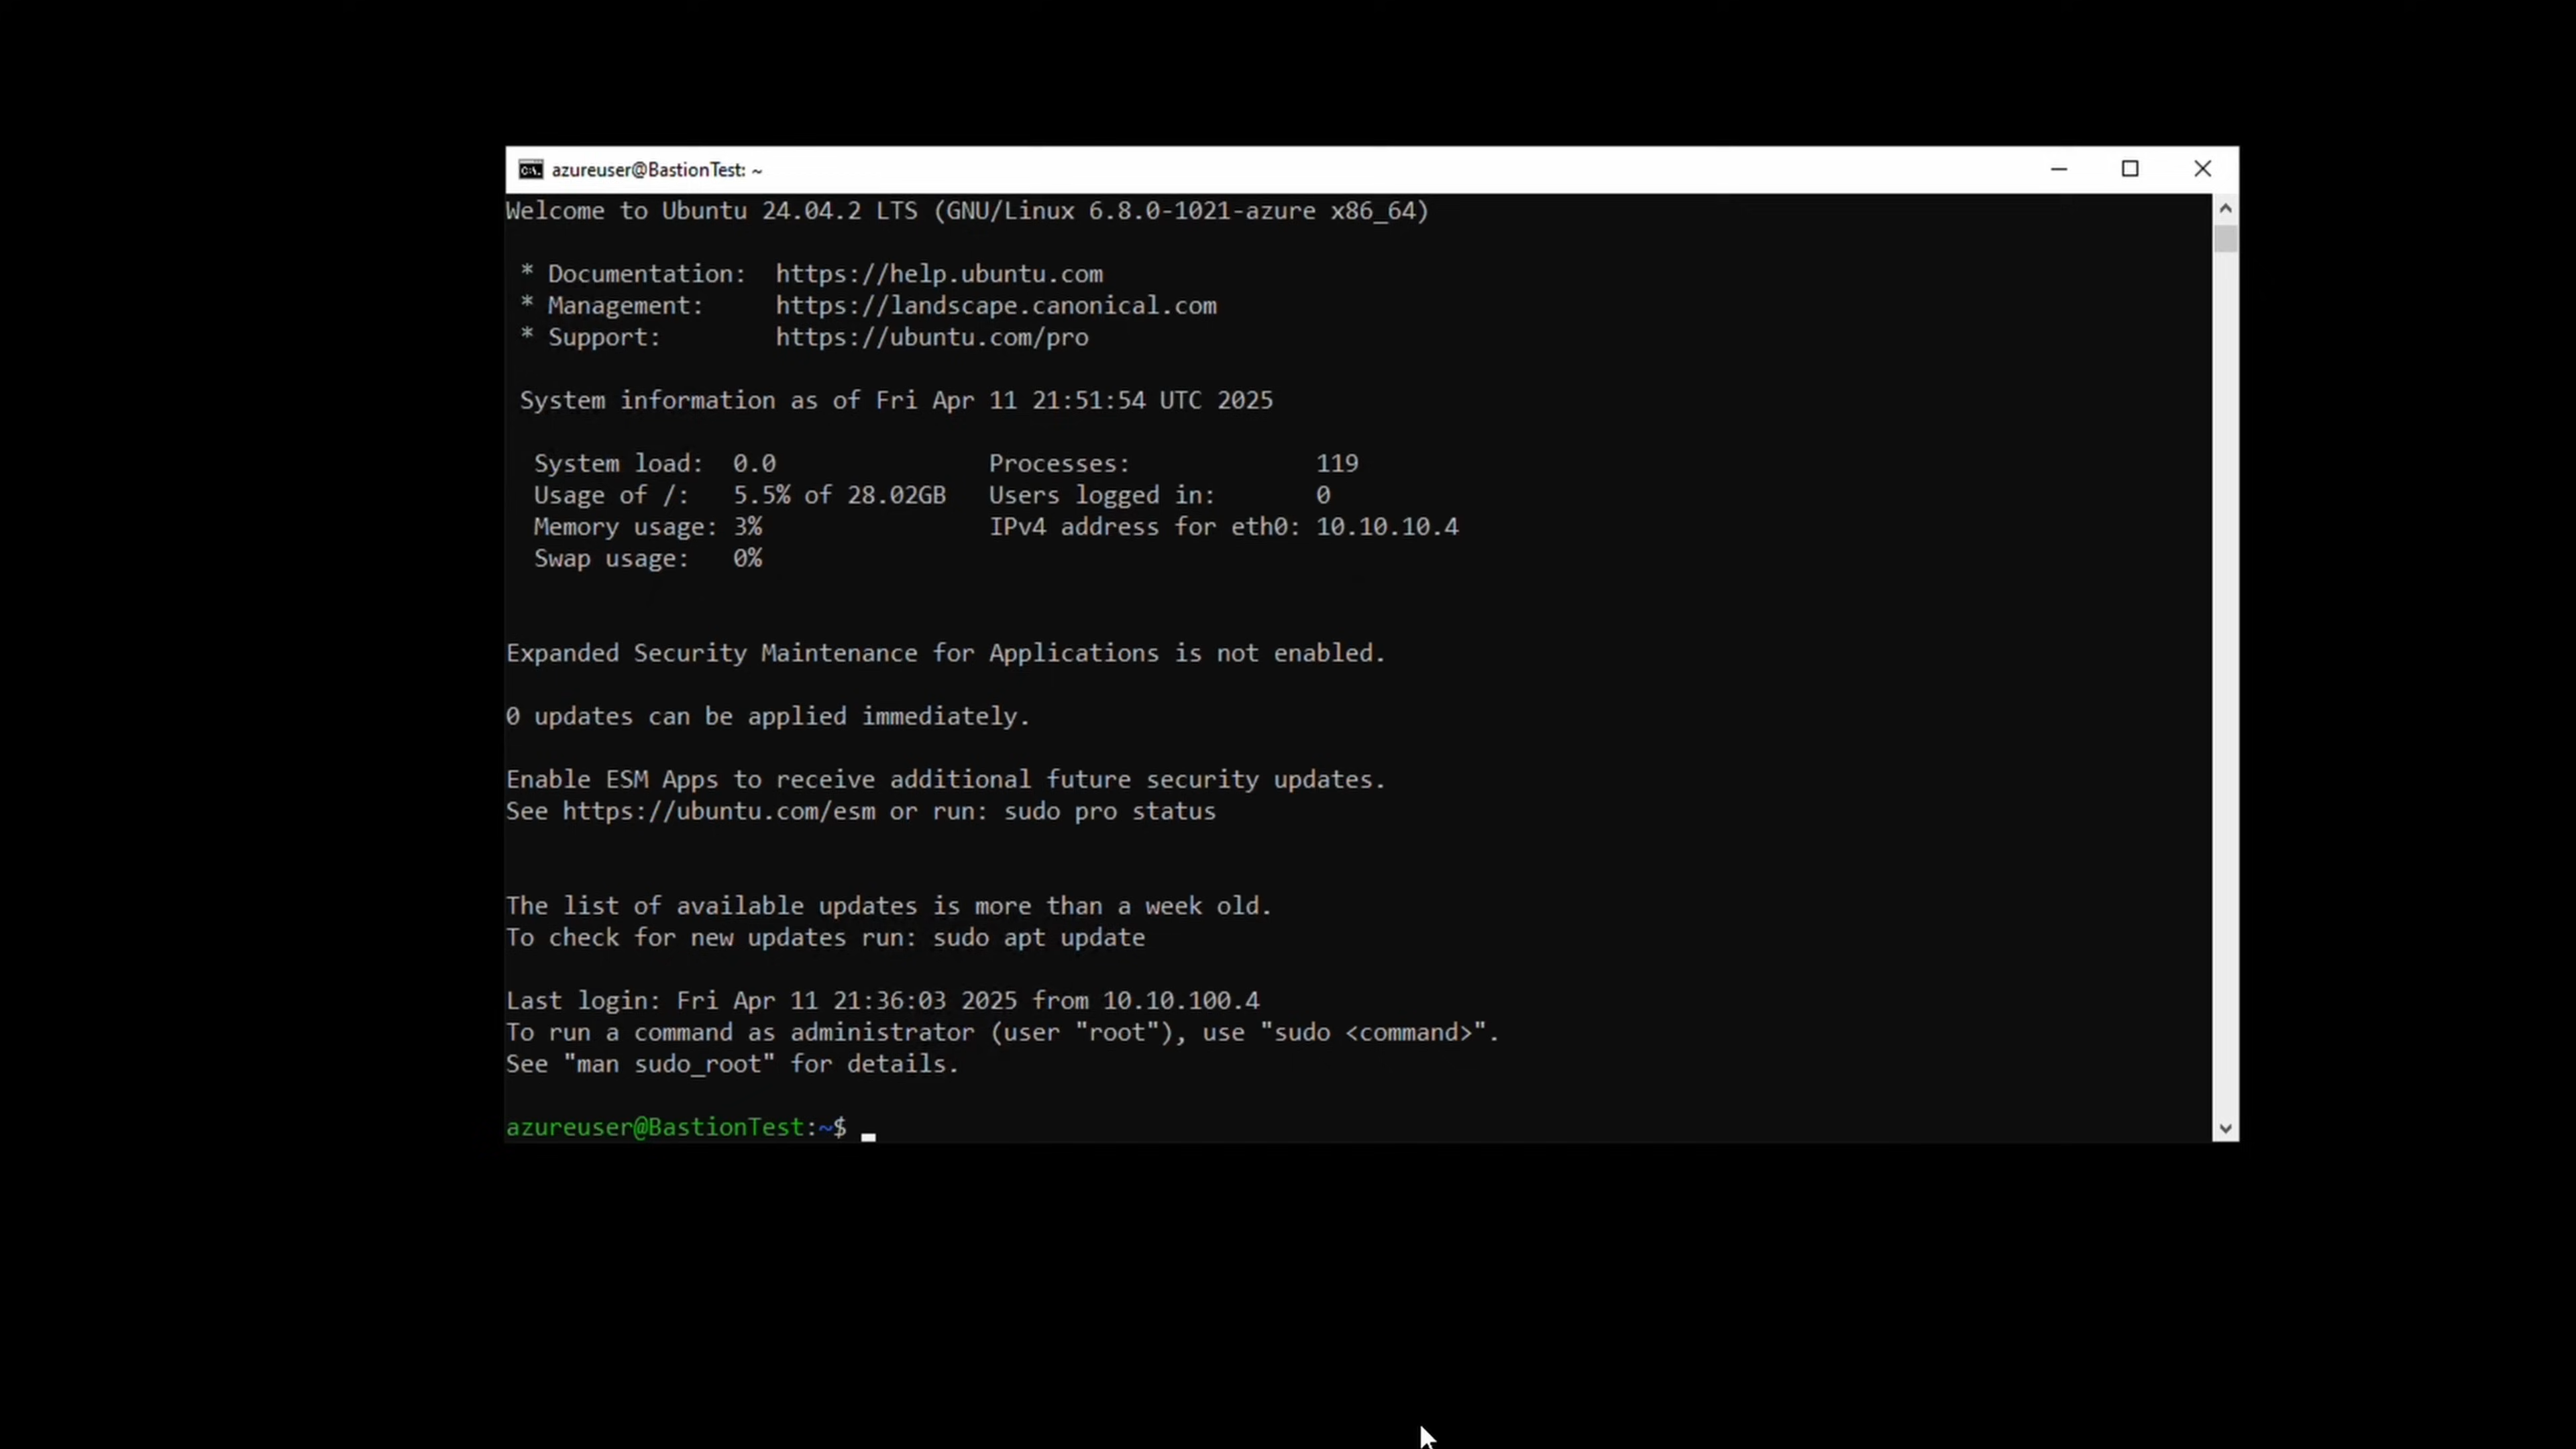 azureuser@BastionTest: ~
Welcome to Ubuntu 24.04.2 LTS (GNU/Linux 6.8.0-1021-azure x86_64)
* Documentation:  https://help.ubuntu.com
* Management:     https://landscape.canonical.com
* Support:        https://ubuntu.com/pro
System information as of Fri Apr 11 21:51:54 UTC 2025
System load:  0.0               Processes:             119
Usage of /:   5.5% of 28.02GB   Users logged in:       0
Memory usage: 3%                IPv4 address for eth0: 10.10.10.4
Swap usage:   0%
Expanded Security Maintenance for Applications is not enabled.
0 updates can be applied immediately.
Enable ESM Apps to receive additional future security updates.
See https://ubuntu.com/esm or run: sudo pro status
The list of available updates is more than a week old.
To check for new updates run: sudo apt update
Last login: Fri Apr 11 21:36:03 2025 from 10.10.100.4
To run a command as administrator (user "root"), use "sudo <command>".
See "man sudo_root" for details.
azureuser@BastionTest:~$